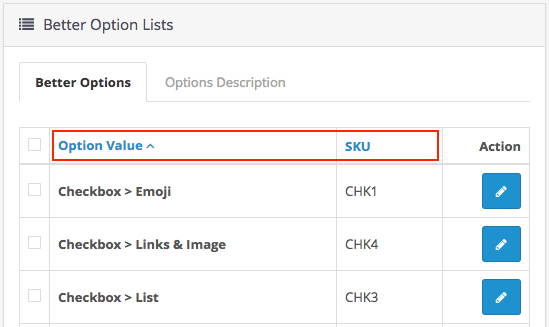 Better Option Lists
Better Options Options Description
Option Value SKU Action
Checkbox > Emoji CHK1
Checkbox > Links & Image CHK4
Checkbox > List CHK3